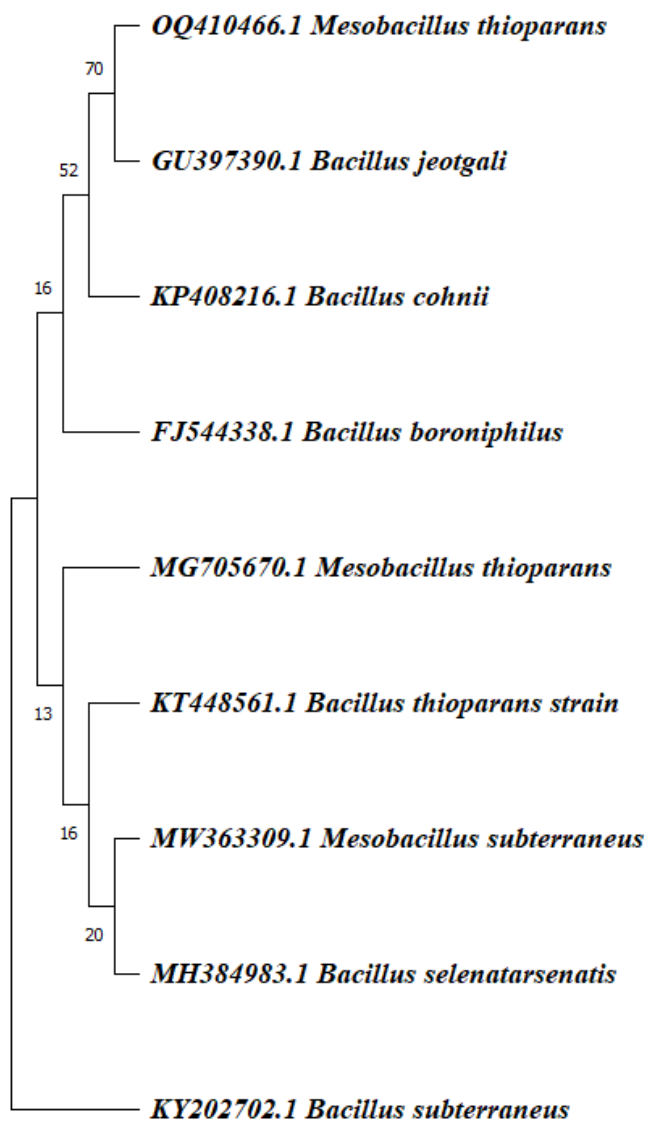 OQ410466.1 Mesobacillus thioparans
70
GU397390.1 Bacillus jeotgali
52
KP408216.1 Bacillus cohnii
16
FJ544338.1 Bacillus boroniphilus
MG705670.1 Mesobacillus thioparans
KT448561.1 Bacillus thioparans strain
13
MW363309.1 Mesobacillus subterraneus
16
20
MH384983.1 Bacillus selenatarsenatis
KY202702.1 Bacillus subterraneus